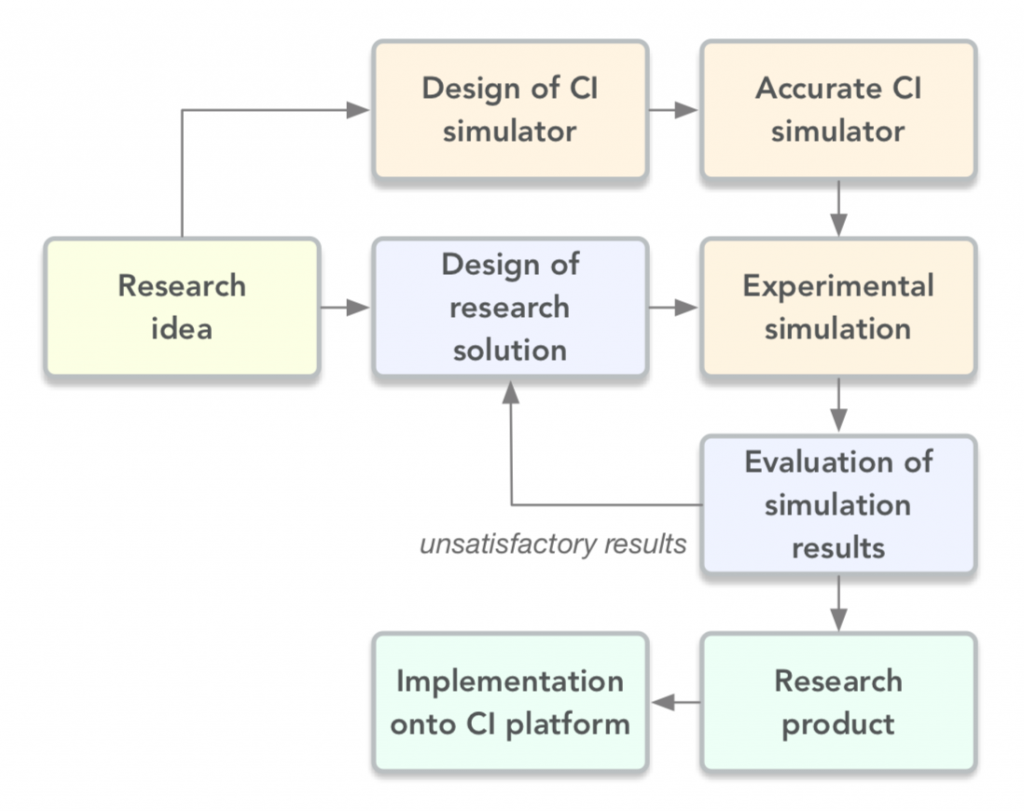 Design of CI
simulator
Accurate CI
simulator
Research
idea
Design of
research
solution
Experimental
simulation
Evaluation of
simulation
results
unsatisfactory results
Implementation
onto CI platform
Research
product